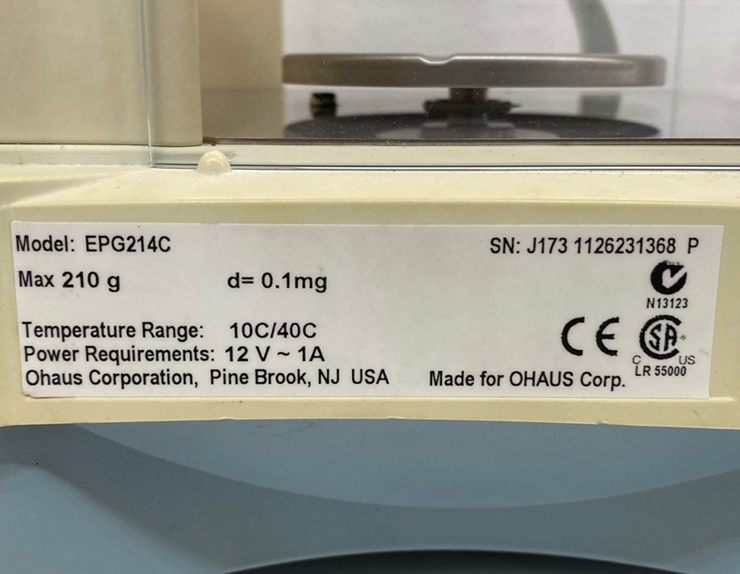 Model: EPG214C SN: J173 1126231368 P
Max 210 g d= 0.1mg
N13123
Temperature Range: 10C/40C
Power Requirements: 12 V ~ 1A
CE SA
C US
LR 55000
Ohaus Corporation, Pine Brook, NJ USA Made for OHAUS Corp.